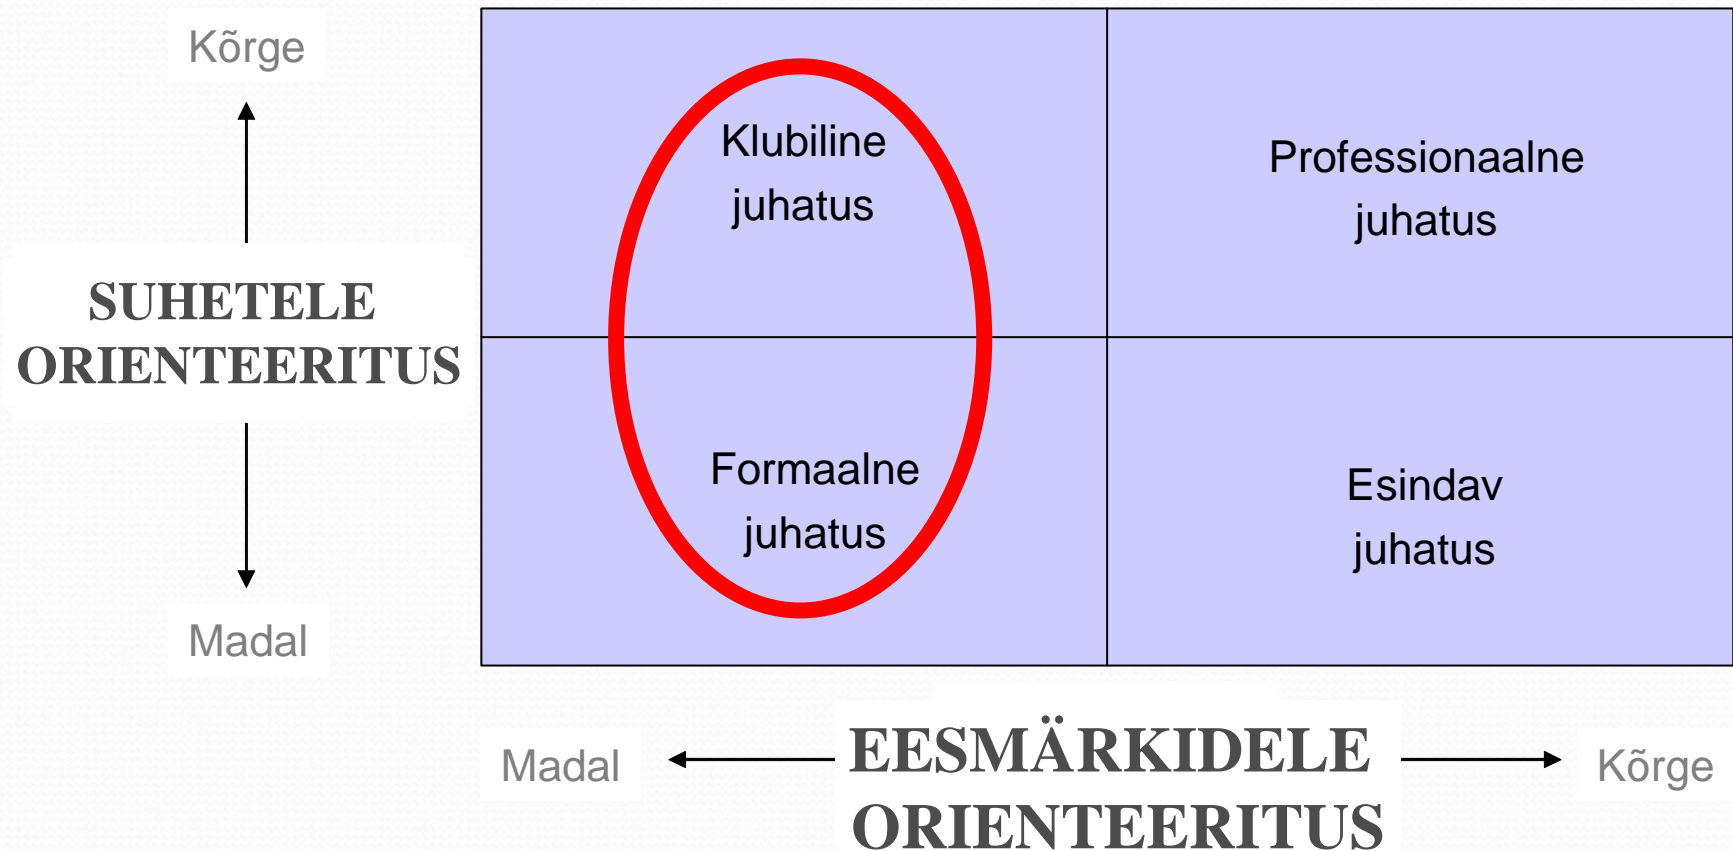 Kõrge
Klubiline
juhatus
Professionaalne
juhatus
SUHETELE
ORIENTEERITUS
Formaalne
juhatus
Esindav
juhatus
Madal
Madal
EESMÄRKIDELE
ORIENTEERITUS
Kõrge